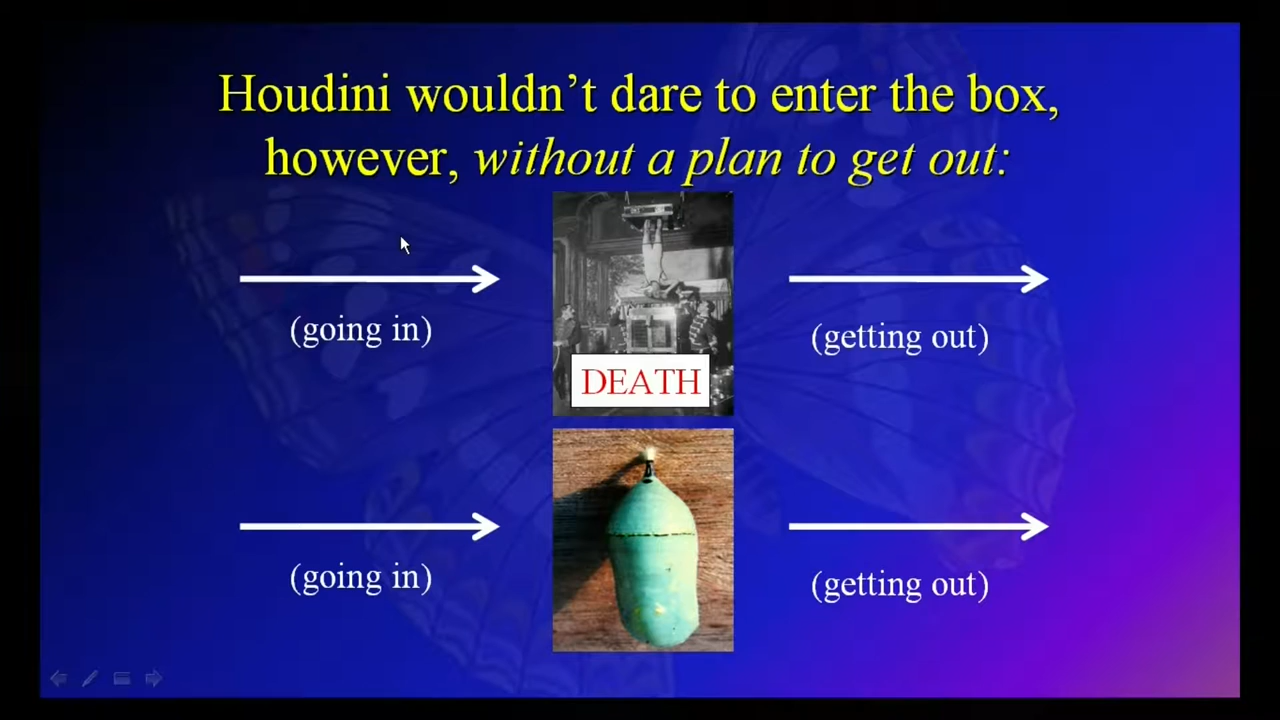 Houdini wouldn’t dare to enter the box,
however, without a plan to get out:
(going in)
(getting out)
DEATH
(going in)
(getting out)